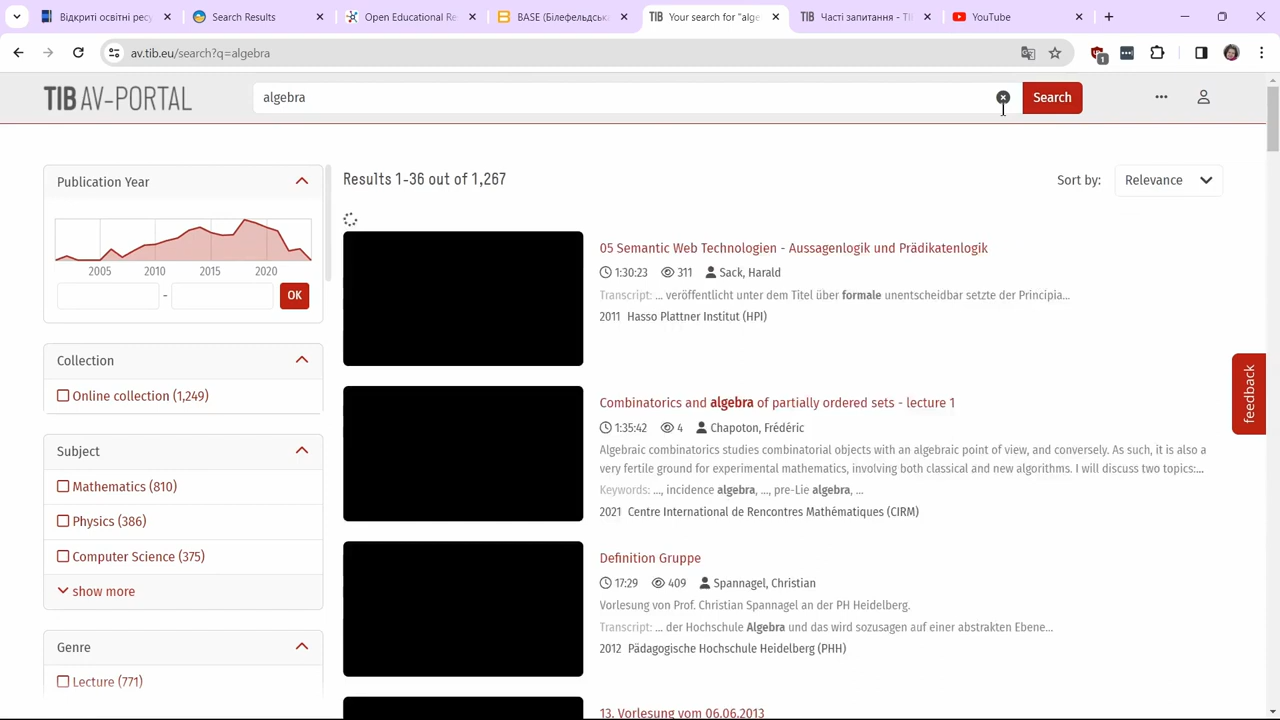 Відкриті освітні ресу
Search Results
Open Educational Re
BASE (Білефельдськ
TIB Your search for "alge
TIB Часті запитання - TI
YouTube
av.tib.eu/search?q=algebra
1
TIB AV-PORTAL
algebra
Search
Publication Year
2005 2010 2015 2020
- OK
Collection
Online collection (1,249)
Subject
Mathematics (810)
Physics (386)
Computer Science (375)
show more
Genre
Lecture (771)
Results 1-36 out of 1,267
Sort by: Relevance
05 Semantic Web Technologien - Aussagenlogik und Prädikatenlogik
1:30:23 311 Sack, Harald
Transcript: ... veröffentlicht unter dem Titel über formale unentscheidbar setzte der Principia...
2011 Hasso Plattner Institut (HPI)
Combinatorics and algebra of partially ordered sets - lecture 1
1:35:42 4 Chapoton, Frédéric
Algebraic combinatorics studies combinatorial objects with an algebraic point of view, and conversely. As such, it is also a
very fertile ground for experimental mathematics, involving both classical and new algorithms. I will discuss two topics:...
Keywords: ..., incidence algebra, ..., pre-Lie algebra, ...
2021 Centre International de Rencontres Mathématiques (CIRM)
Definition Gruppe
17:29 409 Spannagel, Christian
Vorlesung von Prof. Christian Spannagel an der PH Heidelberg.
Transcript: ... der Hochschule Algebra und das wird sozusagen auf einer abstrakten Ebene...
2012 Pädagogische Hochschule Heidelberg (PHH)
13. Vorlesung vom 06.06.2013
feedback